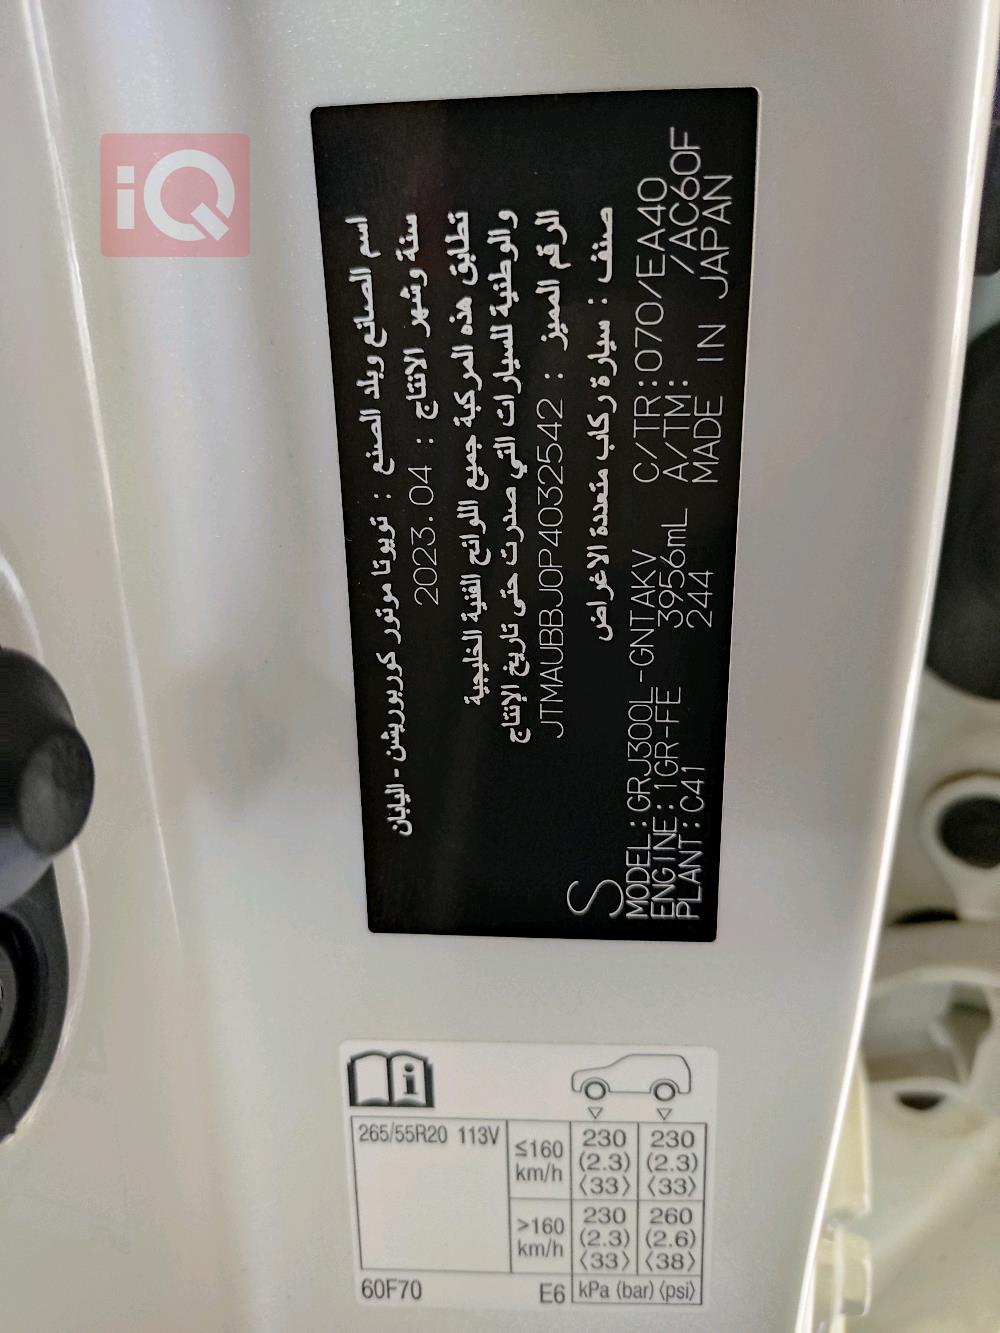 iQ
اسم الصانع وبلد الصنع : تويوتا موتور كوربوريشن - اليابان
سنة وشهر الانتاج : 2023.04
تطابق هذه المركبة جميع اللوائح الفنية الخليجية
والوطنية للسيارات التي صدرت حتى تاريخ الإنتاج
الرقم المميز : JTMAUBBJ0P4032542
صنف : سيارة ركاب متعددة الاغراض
S
MODEL:GRJ300L-GNTAKV C/TR:070/EA40
ENGINE:1GR-FE 3956mL A/TM: /AC60F
PLANT:C41 244 MADE IN JAPAN
265/55R20 113V
≤160 km/h 230 (2.3) ⟨33⟩ 230 (2.3) ⟨33⟩
>160 km/h 230 (2.3) ⟨33⟩ 260 (2.6) ⟨38⟩
60F70 E6 kPa (bar) ⟨psi⟩